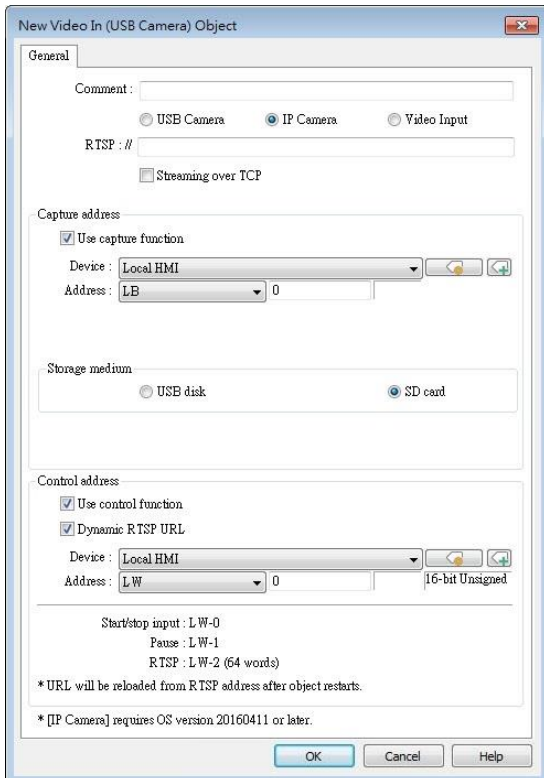 New Video In (USB Camera) Object
General
Comment :
USB Camera IP Camera Video Input
RTSP : //
Streaming over TCP
Capture address
Use capture function
Device : Local HMI
Address : LB 0
Storage medium
USB disk SD card
Control address
Use control function
Dynamic RTSP URL
Device : Local HMI
Address : LW 0 16-bit Unsigned
Start/stop input : LW-0
Pause : LW-1
RTSP : LW-2 (64 words)
* URL will be reloaded from RTSP address after object restarts.
* [IP Camera] requires OS version 20160411 or later.
OK Cancel Help